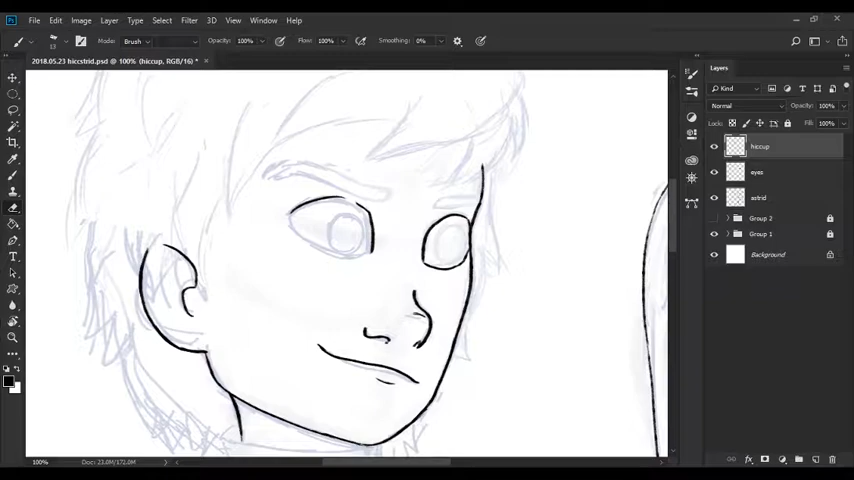 Ps File Edit Image Layer Type Select Filter 3D View Window Help
13 Mode: Brush Opacity: 100% Flow: 100% Smoothing: 0%
2018.05.23 hiccstrid.psd @ 100% (hiccup, RGB/16) *
Layers
Kind
Normal Opacity: 100%
Lock: Fill: 100%
hiccup
eyes
astrid
Group 2
Group 1
Background
100% Doc: 23.0M/172.0M